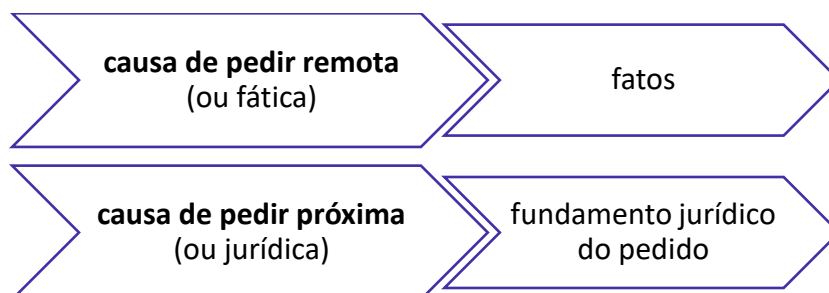 causa de pedir remota
(ou fática)
fatos
causa de pedir próxima
(ou jurídica)
fundamento jurídico
do pedido